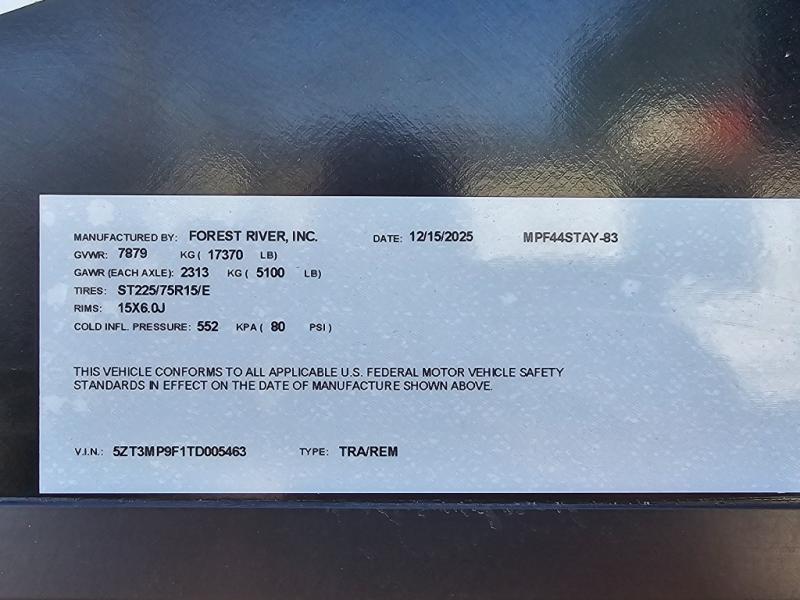 MANUFACTURED BY: FOREST RIVER, INC. DATE: 12/15/2025 MPF44STAY-83
GVWR: 7879 KG ( 17370 LB)
GAWR (EACH AXLE): 2313 KG ( 5100 LB)
TIRES: ST225/75R15/E
RIMS: 15X6.0J
COLD INFL. PRESSURE: 552 KPA ( 80 PSI )
THIS VEHICLE CONFORMS TO ALL APPLICABLE U.S. FEDERAL MOTOR VEHICLE SAFETY
STANDARDS IN EFFECT ON THE DATE OF MANUFACTURE SHOWN ABOVE.
V.I.N.: 5ZT3MP9F1TD005463 TYPE: TRA/REM